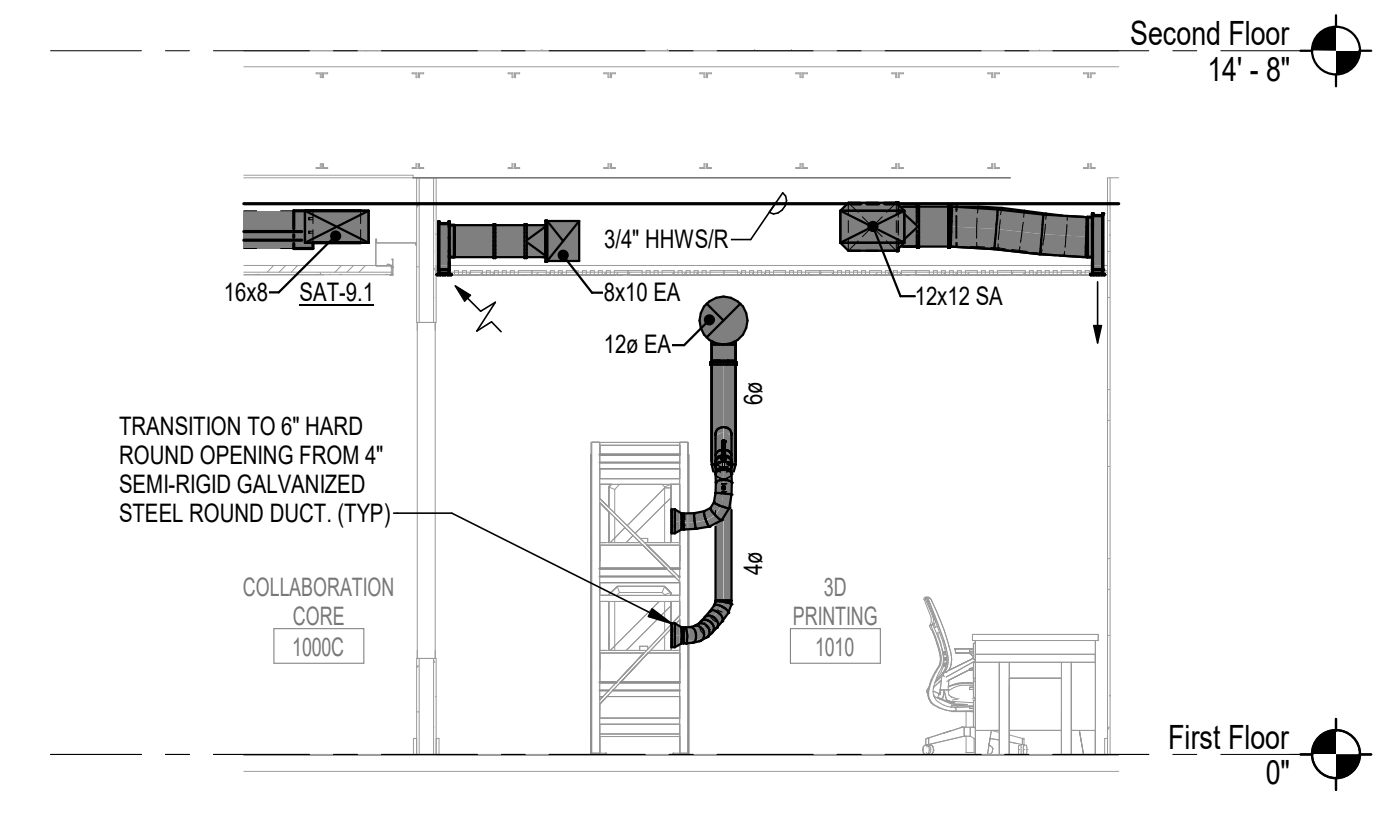 Second Floor
14' - 8"
3/4" HHWS/R
16x8
SAT-9.1
8x10 EA
12x12 SA
12ø EA
6ø
TRANSITION TO 6" HARD
ROUND OPENING FROM 4"
SEMI-RIGID GALVANIZED
STEEL ROUND DUCT. (TYP)
4ø
COLLABORATION
CORE
1000C
3D
PRINTING
1010
First Floor
0"